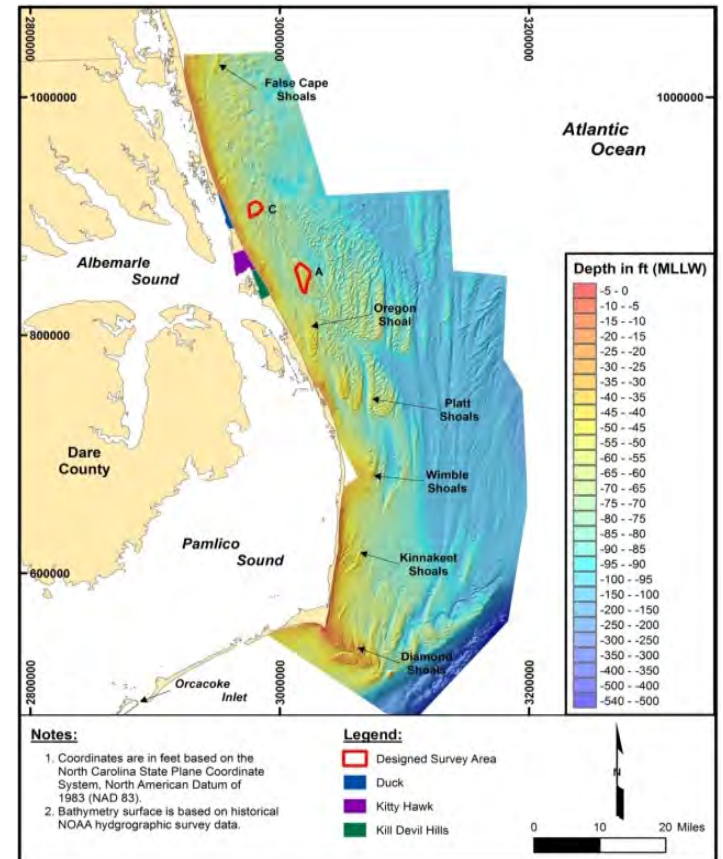 2800000
3000000
3200000
False Cape
Shoals
1000000
1000000
Atlantic
Ocean
C
Albemarle
Sound
A
Depth in ft (MLLW)
-5 - 0
-10 - -5
-15 - -10
-20 - -15
-25 - -20
-30 - -25
-35 - -30
-40 - -35
-45 - -40
-50 - -45
-55 - -50
-60 - -55
-65 - -60
-70 - -65
-75 - -70
-80 - -75
-85 - -80
-90 - -85
-95 - -90
-100 - -95
-150 - -100
-200 - -150
-250 - -200
-300 - -250
-350 - -300
-400 - -350
-500 - -400
-540 - -500
Oregon
Shoal
800000
Platt
Shoals
Dare
County
Wimble
Shoals
Pamlico
Sound
Kinnakeet
Shoals
600000
Diamond
Shoals
Orcacoke
Inlet
2800000
3000000
3200000
Notes:
1. Coordinates are in feet based on the
North Carolina State Plane Coordinate
System, North American Datum of
1983 (NAD 83).
2. Bathymetry surface is based on historical
NOAA hydgrographic survey data.
Legend:
Designed Survey Area
Duck
Kitty Hawk
Kill Devil Hills
N
0 10 20 Miles